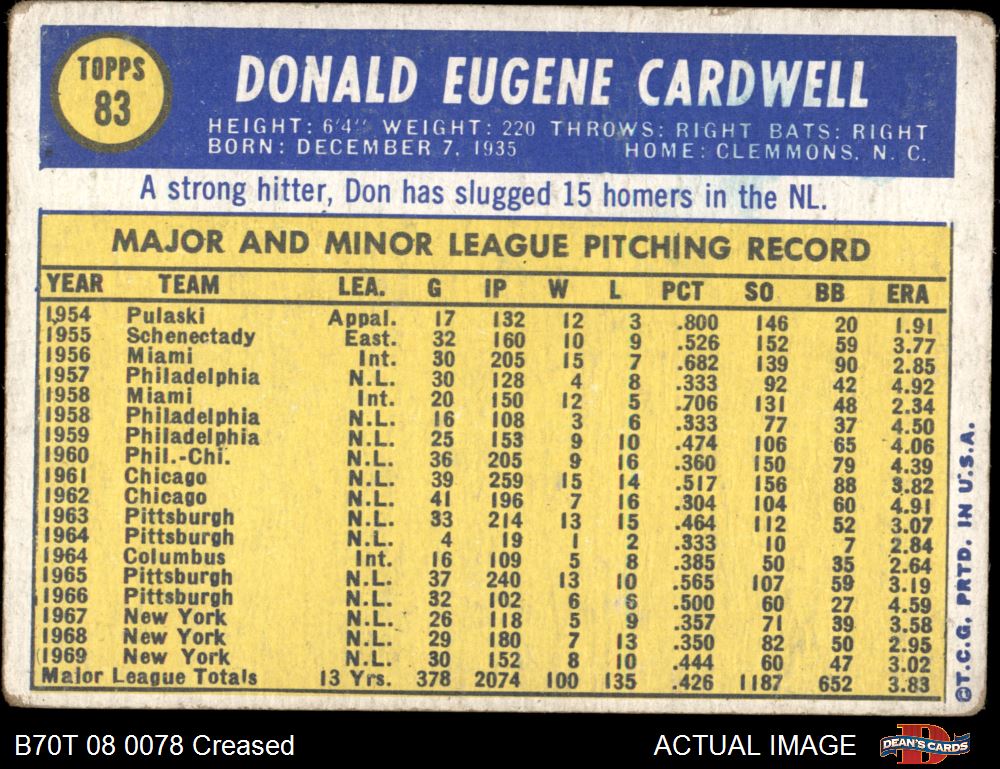 TOPPS
83
DONALD EUGENE CARDWELL
HEIGHT: 6'4" WEIGHT: 220 THROWS: RIGHT BATS: RIGHT
BORN: DECEMBER 7, 1935 HOME: CLEMMONS, N. C.
A strong hitter, Don has slugged 15 homers in the NL.
MAJOR AND MINOR LEAGUE PITCHING RECORD
YEAR TEAM LEA. G IP W L PCT SO BB ERA
1954 Pulaski Appal. 17 132 12 3 .800 146 20 1.91
1955 Schenectady East. 32 160 10 9 .526 152 59 3.77
1956 Miami Int. 30 205 15 7 .682 139 90 2.85
1957 Philadelphia N.L. 30 128 4 8 .333 92 42 4.92
1958 Miami Int. 20 150 12 5 .706 131 48 2.34
1958 Philadelphia N.L. 16 108 3 6 .333 77 37 4.50
1959 Philadelphia N.L. 25 153 9 10 .474 106 65 4.06
1960 Phil.-Chi. N.L. 36 205 9 16 .360 150 79 4.39
1961 Chicago N.L. 39 259 15 14 .517 156 88 3.82
1962 Chicago N.L. 41 196 7 16 .304 104 60 4.91
1963 Pittsburgh N.L. 33 214 13 15 .464 112 52 3.07
1964 Pittsburgh N.L. 4 19 1 2 .333 10 7 2.84
1964 Columbus Int. 16 109 5 8 .385 50 35 2.64
1965 Pittsburgh N.L. 37 240 13 10 .565 107 59 3.19
1966 Pittsburgh N.L. 32 102 6 6 .500 60 27 4.59
1967 New York N.L. 26 118 5 9 .357 71 39 3.58
1968 New York N.L. 29 180 7 13 .350 82 50 2.95
1969 New York N.L. 30 152 8 10 .444 60 47 3.02
Major League Totals 13 Yrs. 378 2074 100 135 .426 1187 652 3.83
©T.C.G. PRTD. IN U.S.A.
B70T 08 0078 Creased
ACTUAL IMAGE
DEAN'S CARDS